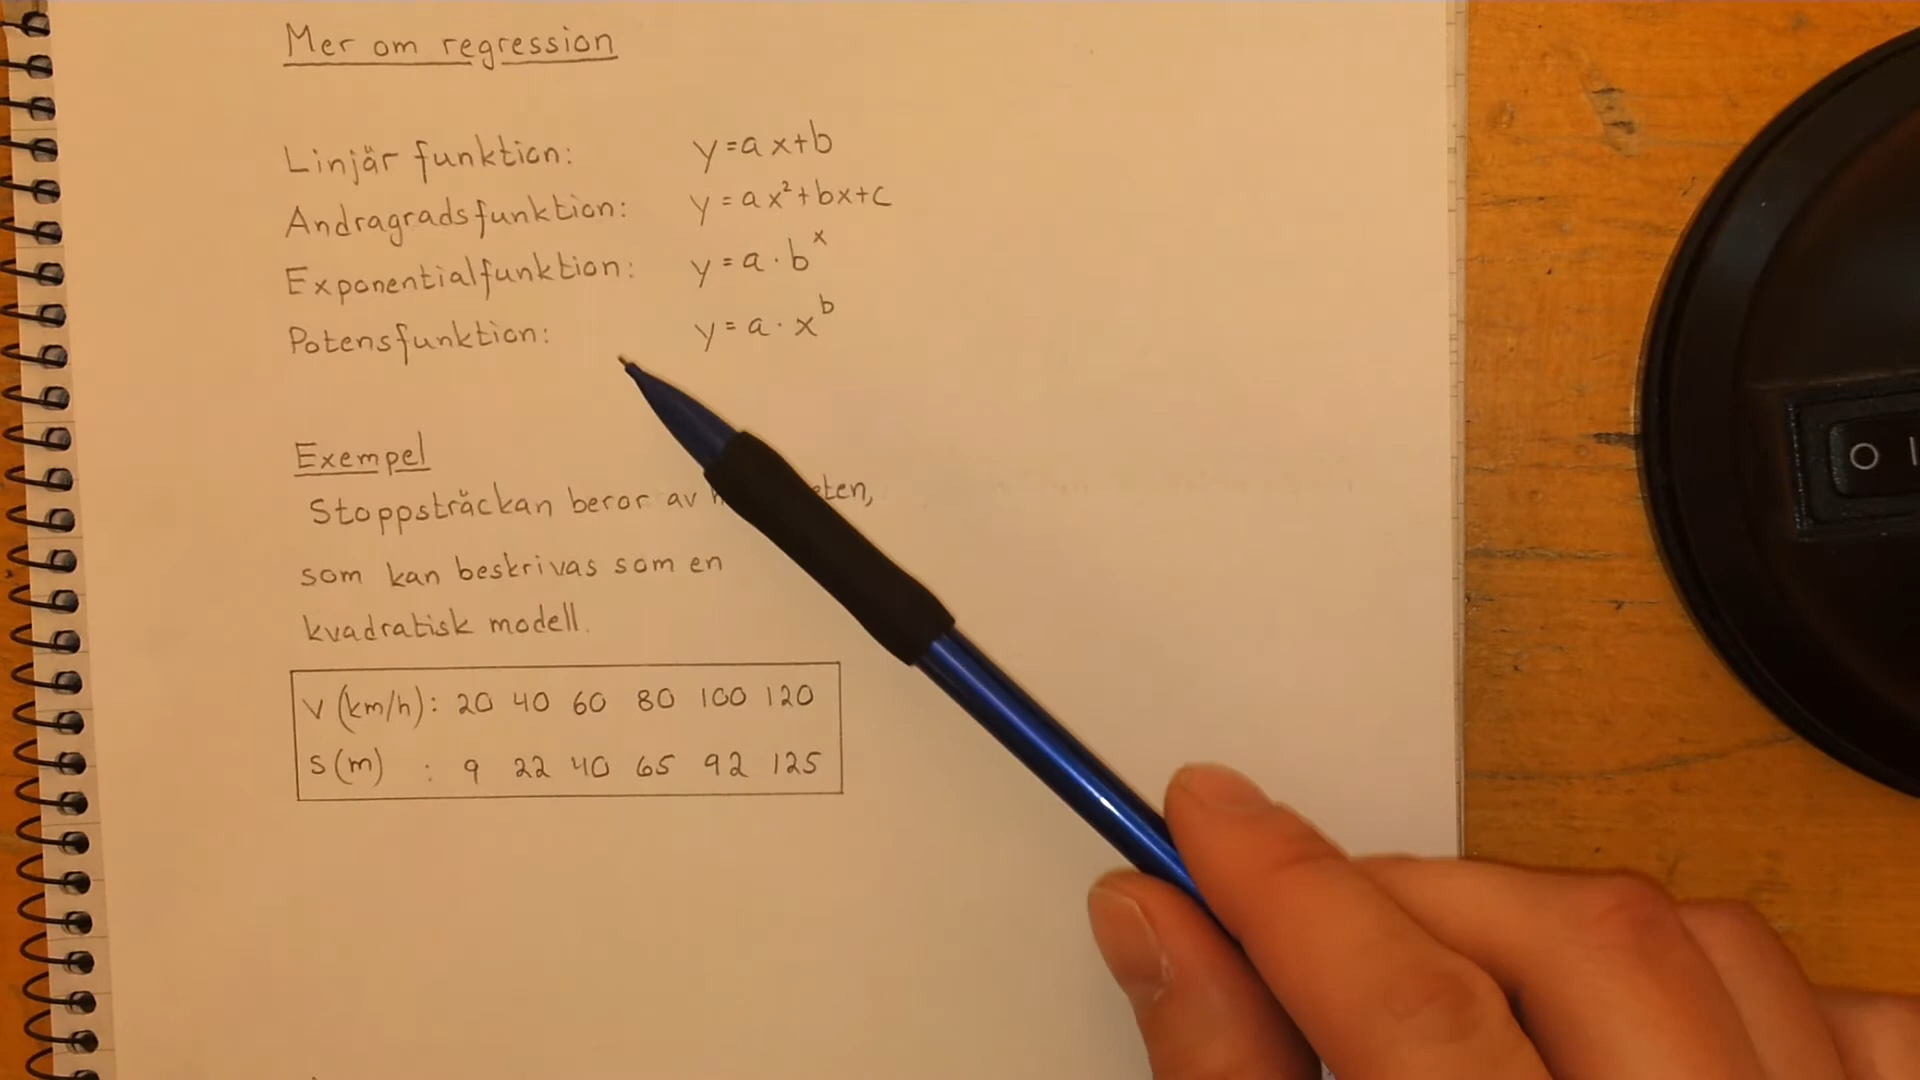 Mer om regression
Linjär funktion: y=ax+b
Andragradsfunktion: y=ax²+bx+c
Exponentialfunktion: y=a·b^x
Potensfunktion: y=a·x^b
Exempel
Stoppsträckan beror av
som kan beskrivas som en
kvadratisk modell.
v (km/h): 20 40 60 80 100 120
s (m) : 9 22 40 65 92 125
O I